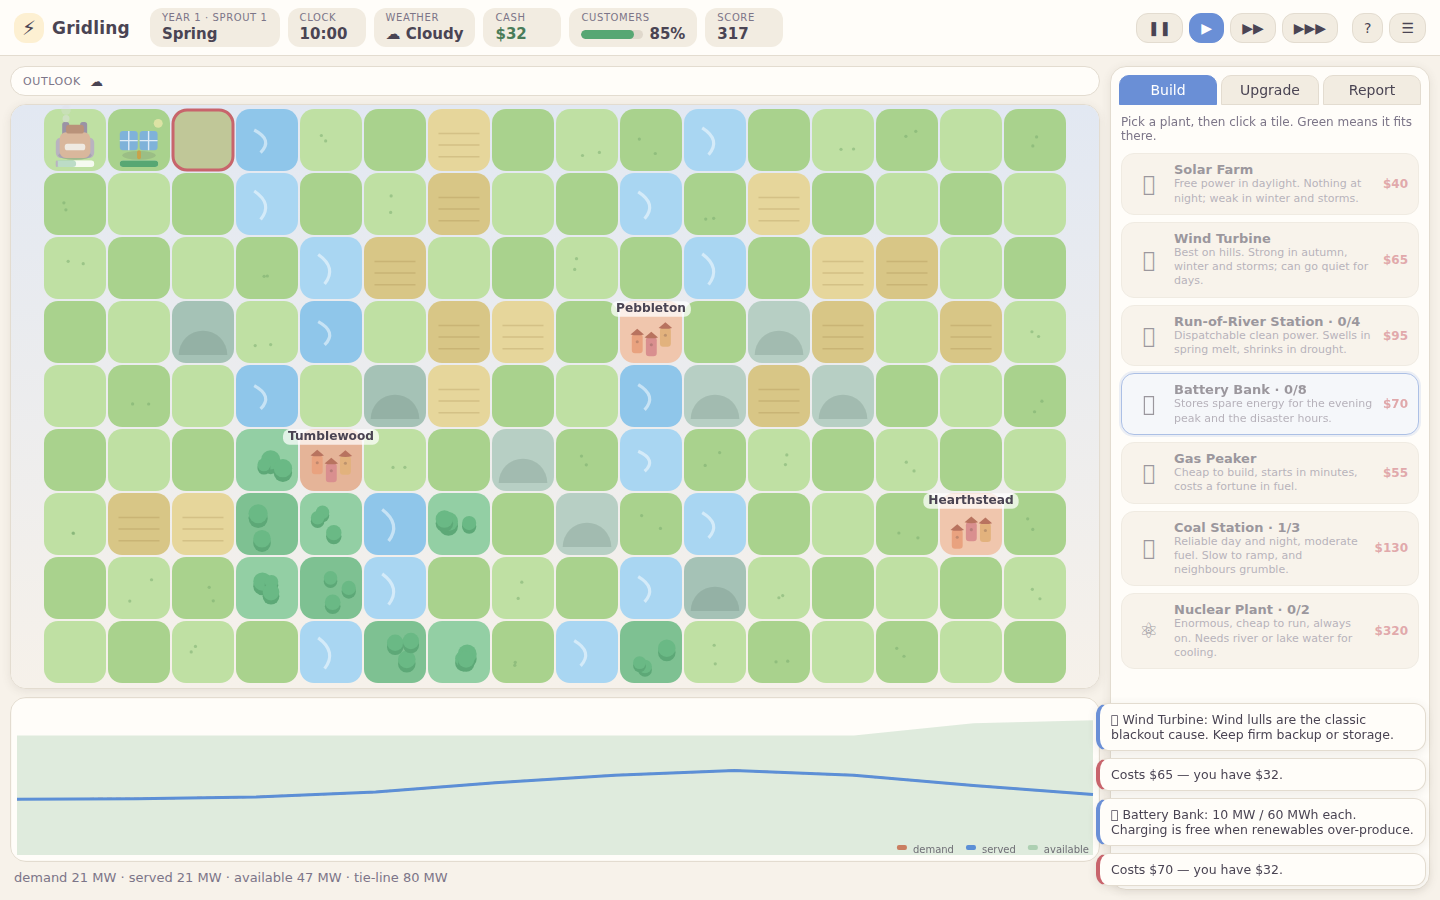 Gridling
YEAR 1 · SPROUT 1
Spring
CLOCK
10:00
WEATHER
Cloudy
CASH
$32
CUSTOMERS
85%
SCORE
317
?
OUTLOOK
Build
Upgrade
Report
Pick a plant, then click a tile. Green means it fits
there.
Solar Farm
Free power in daylight. Nothing at
night; weak in winter and storms.
$40
Wind Turbine
Best on hills. Strong in autumn,
winter and storms; can go quiet for
days.
$65
Run-of-River Station · 0/4
Dispatchable clean power. Swells in
spring melt, shrinks in drought.
$95
Battery Bank · 0/8
Stores spare energy for the evening
peak and the disaster hours.
$70
Gas Peaker
Cheap to build, starts in minutes,
costs a fortune in fuel.
$55
Coal Station · 1/3
Reliable day and night, moderate
fuel. Slow to ramp, and
neighbours grumble.
$130
Nuclear Plant · 0/2
Enormous, cheap to run, always
on. Needs river or lake water for
cooling.
$320
Pebbleton
Tumblewood
Hearthstead
Wind Turbine: Wind lulls are the classic
blackout cause. Keep firm backup or storage.
Costs $65 — you have $32.
Battery Bank: 10 MW / 60 MWh each.
Charging is free when renewables over-produce.
Costs $70 — you have $32.
demand
served
available
demand 21 MW · served 21 MW · available 47 MW · tie-line 80 MW